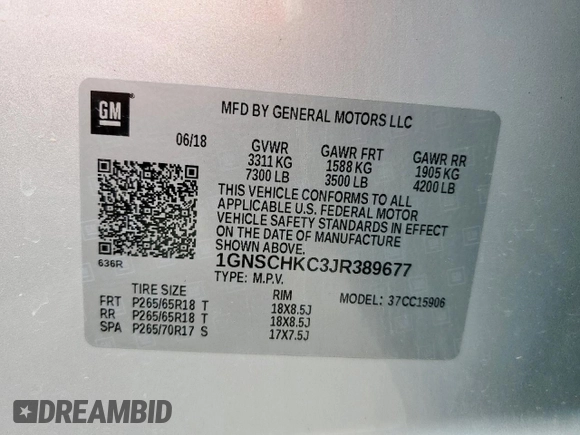 GM
MFD BY GENERAL MOTORS LLC
06/18 GVWR GAWR FRT GAWR RR
3311 KG 1588 KG 1905 KG
7300 LB 3500 LB 4200 LB
THIS VEHICLE CONFORMS TO ALL
APPLICABLE U.S. FEDERAL MOTOR
VEHICLE SAFETY STANDARDS IN EFFECT
ON THE DATE OF MANUFACTURE
SHOWN ABOVE.
636R
1GNSCHKC3JR389677
TYPE: M.P.V.
TIRE SIZE RIM MODEL: 37CC15906
FRT P265/65R18 T 18X8.5J
RR P265/65R18 T 18X8.5J
SPA P265/70R17 S 17X7.5J
DREAMBID